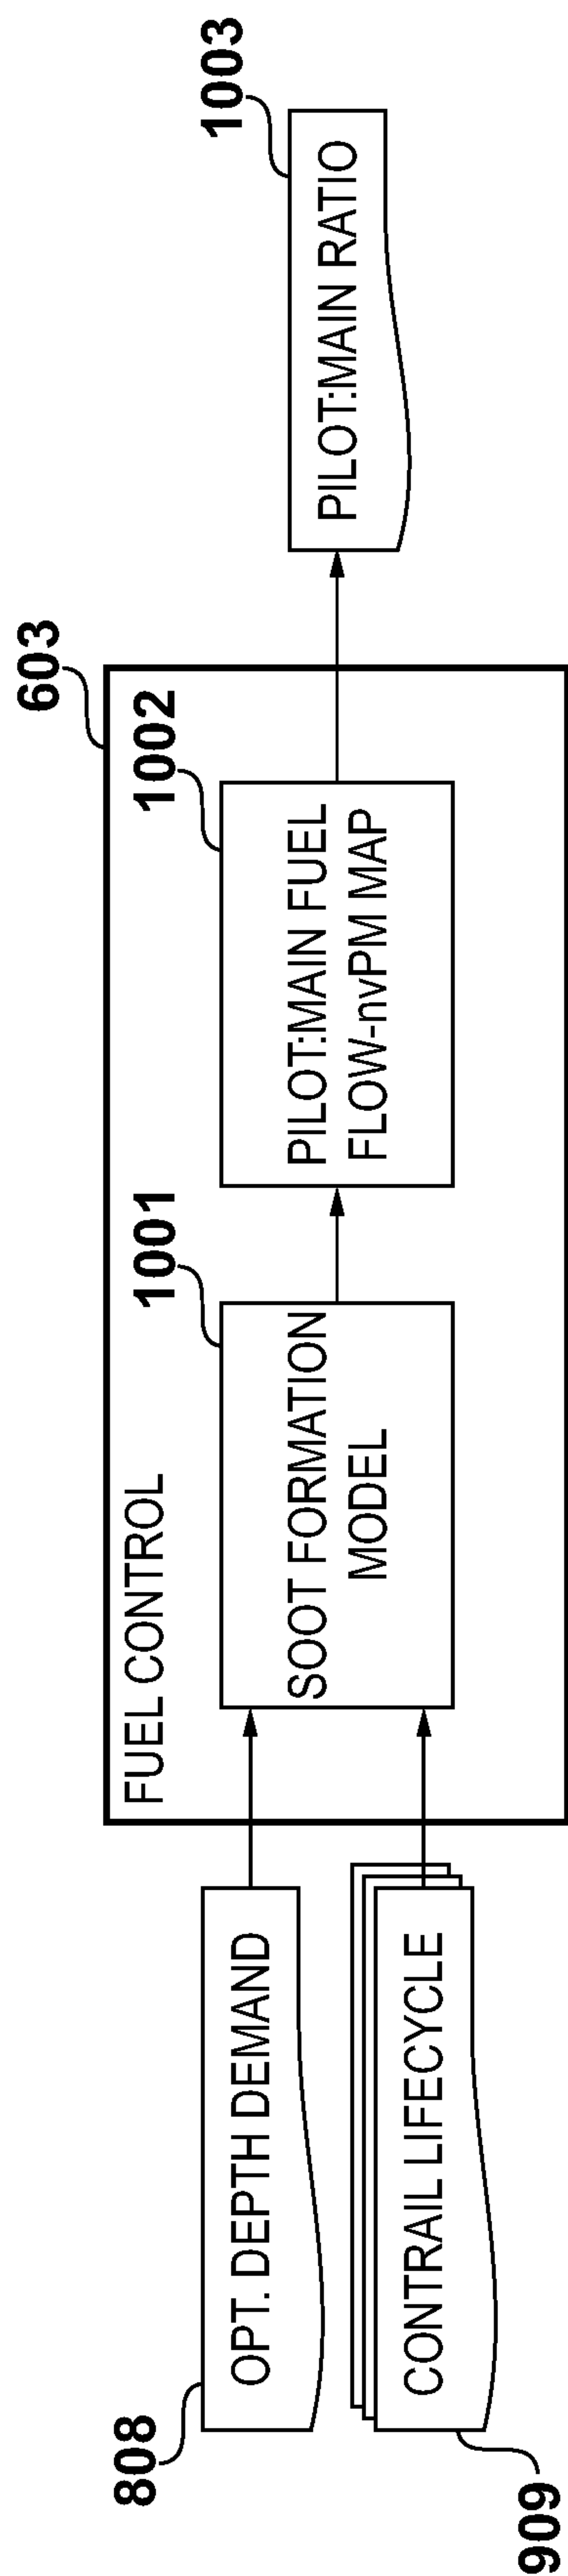 603
FUEL CONTROL
808
OPT. DEPTH DEMAND
CONTRAIL LIFECYCLE
909
1001
SOOT FORMATION
MODEL
1002
PILOT:MAIN FUEL
FLOW-nvPM MAP
1003
PILOT:MAIN RATIO